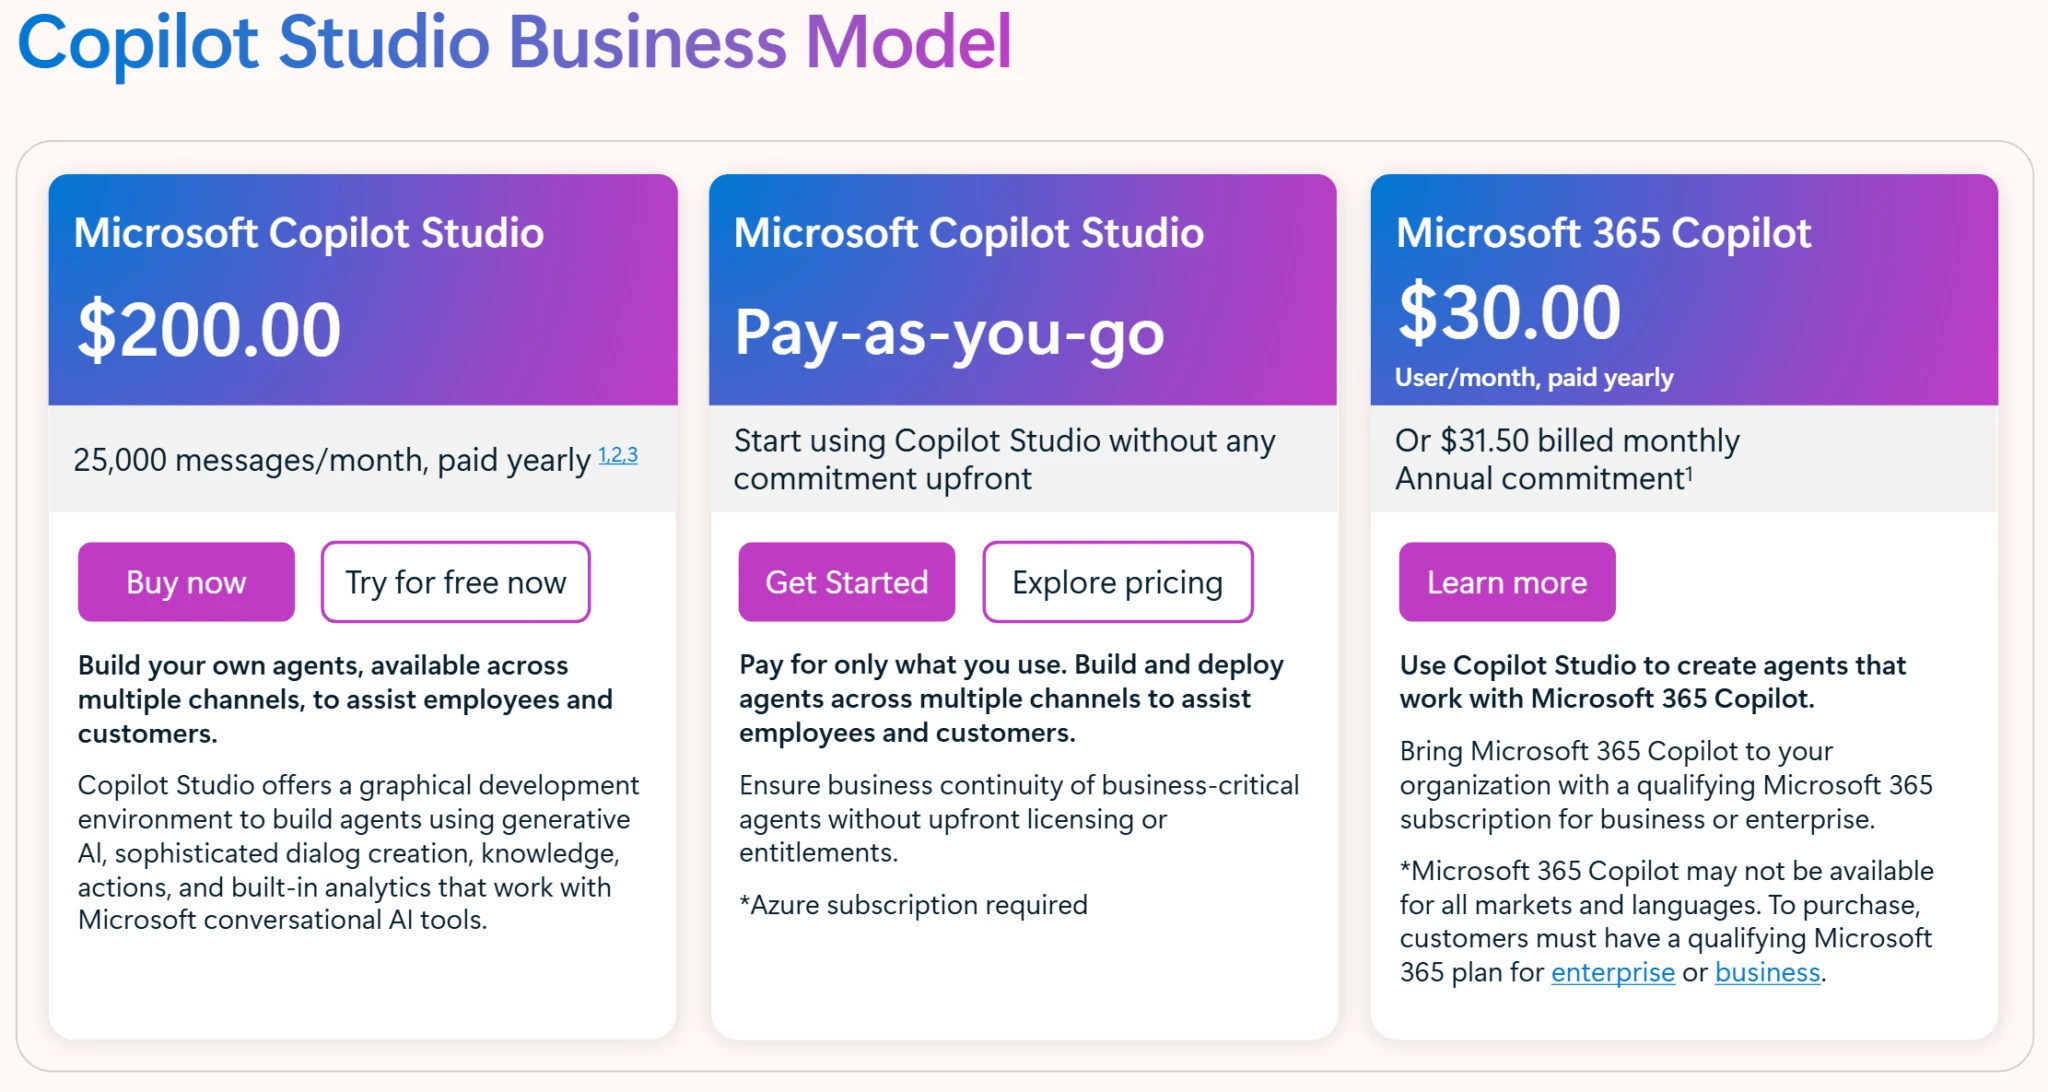 Copilot Studio Business Model
Microsoft Copilot Studio
$200.00
25,000 messages/month, paid yearly 1,2,3
Buy now
Try for free now
Build your own agents, available across
multiple channels, to assist employees and
customers.
Copilot Studio offers a graphical development
environment to build agents using generative
AI, sophisticated dialog creation, knowledge,
actions, and built-in analytics that work with
Microsoft conversational AI tools.
Microsoft Copilot Studio
Pay-as-you-go
Start using Copilot Studio without any
commitment upfront
Get Started
Explore pricing
Pay for only what you use. Build and deploy
agents across multiple channels to assist
employees and customers.
Ensure business continuity of business-critical
agents without upfront licensing or
entitlements.
*Azure subscription required
Microsoft 365 Copilot
$30.00
User/month, paid yearly
Or $31.50 billed monthly
Annual commitment¹
Learn more
Use Copilot Studio to create agents that
work with Microsoft 365 Copilot.
Bring Microsoft 365 Copilot to your
organization with a qualifying Microsoft 365
subscription for business or enterprise.
*Microsoft 365 Copilot may not be available
for all markets and languages. To purchase,
customers must have a qualifying Microsoft
365 plan for enterprise or business.